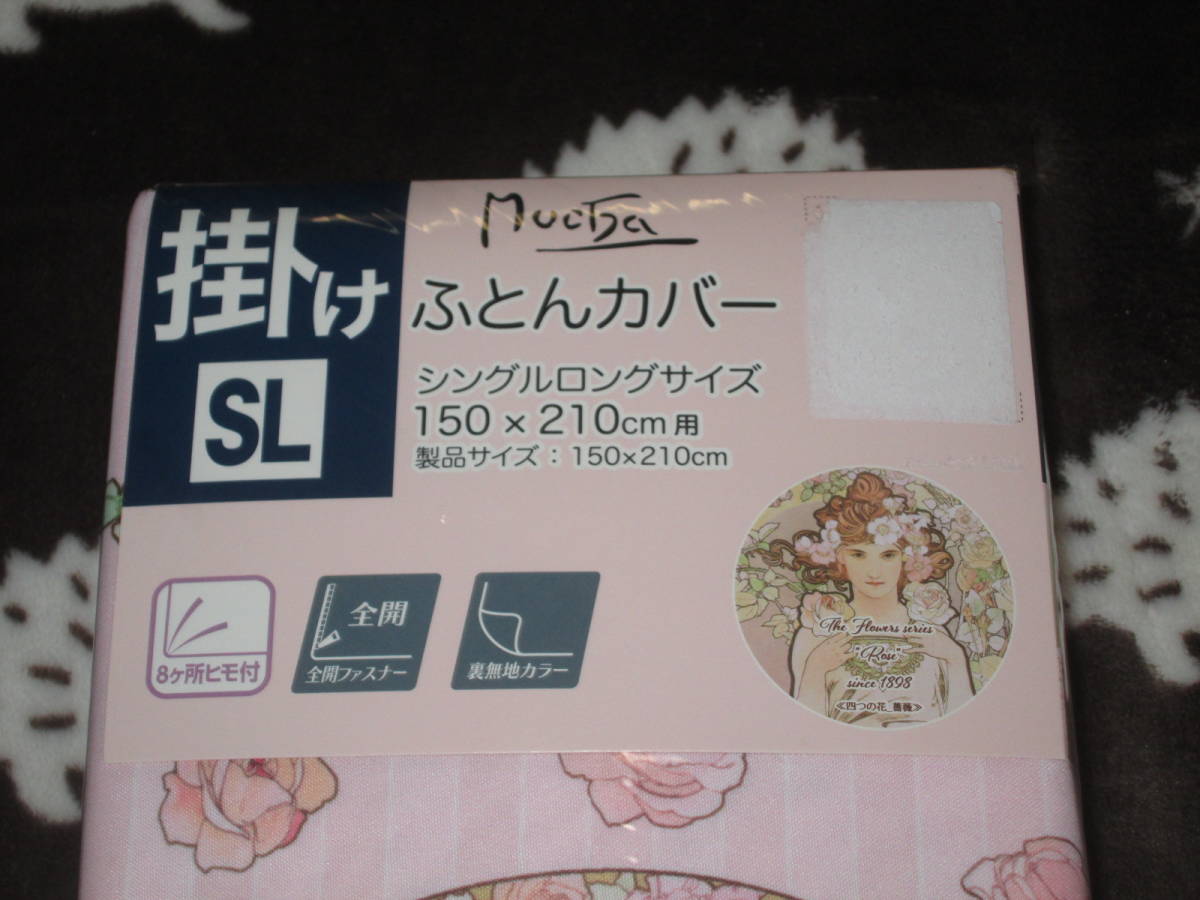 掛け
SL
Mucha
ふとんカバー
シングルロングサイズ
150×210cm用
製品サイズ：150×210cm
8ヶ所ヒモ付
全開
全開ファスナー
裏無地カラー
The Flowers series
"Rose"
since 1898
≪四つの花_薔薇≫